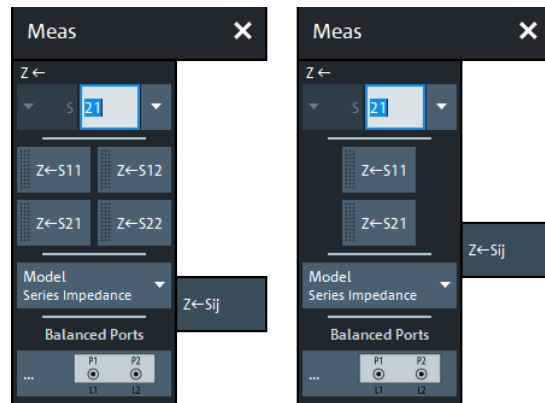 Meas
Z←
S 21
Z←S11 Z←S12
Z←S21 Z←S22
Model
Series Impedance
Z←Sij
Balanced Ports
... P1 P2
L1 L2
Meas
Z←
S 21
Z←S11
Z←S21
Z←Sij
Model
Series Impedance
Balanced Ports
... P1 P2
L1 L2